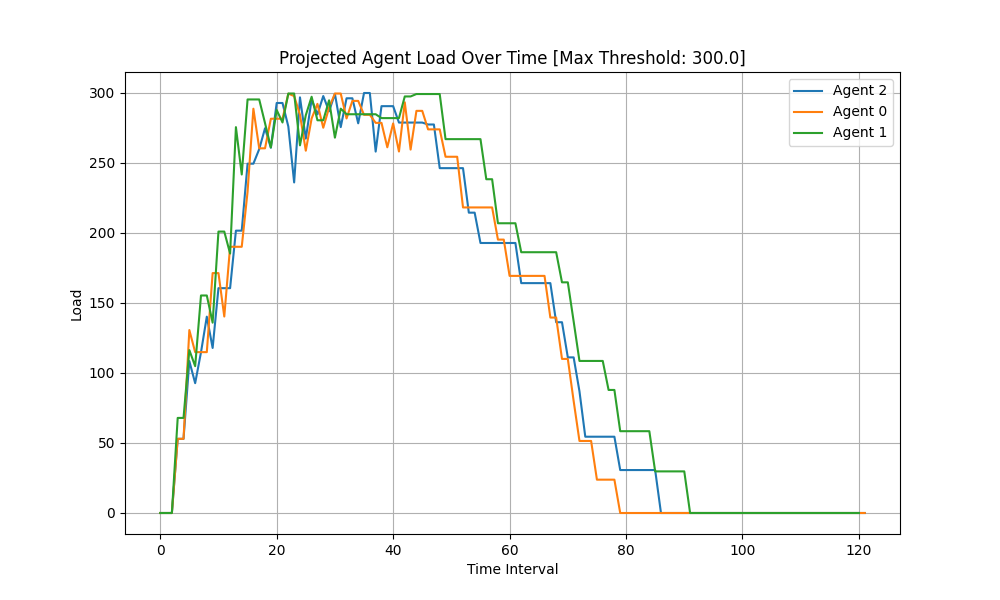 Projected Agent Load Over Time [Max Threshold: 300.0]
Agent 2
Agent 0
Agent 1
Load
300
250
200
150
100
50
0
0 20 40 60 80 100 120
Time Interval